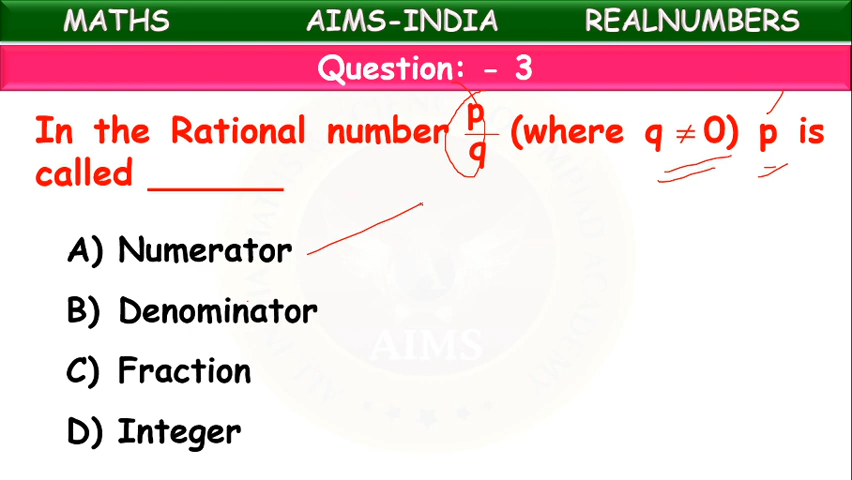 MATHS AIMS-INDIA REALNUMBERS
Question: - 3
In the Rational number p/q (where q ≠ 0) p is
called ______
A) Numerator
B) Denominator
C) Fraction
D) Integer
AIMS